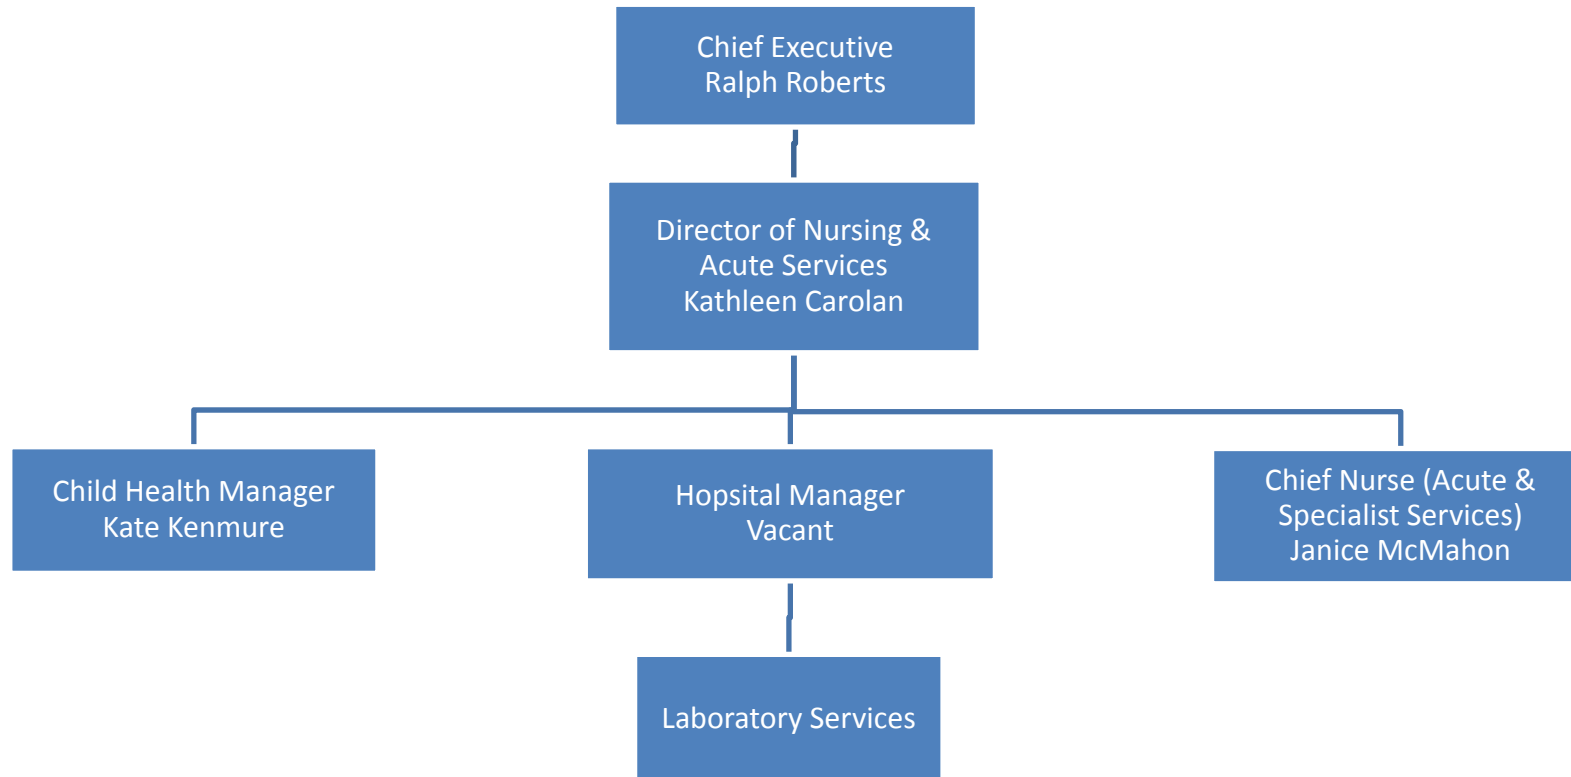 Chief Executive
Ralph Roberts
Director of Nursing &
Acute Services
Kathleen Carolan
Child Health Manager
Kate Kenmure
Hopsital Manager
Vacant
Chief Nurse (Acute &
Specialist Services)
Janice McMahon
Laboratory Services